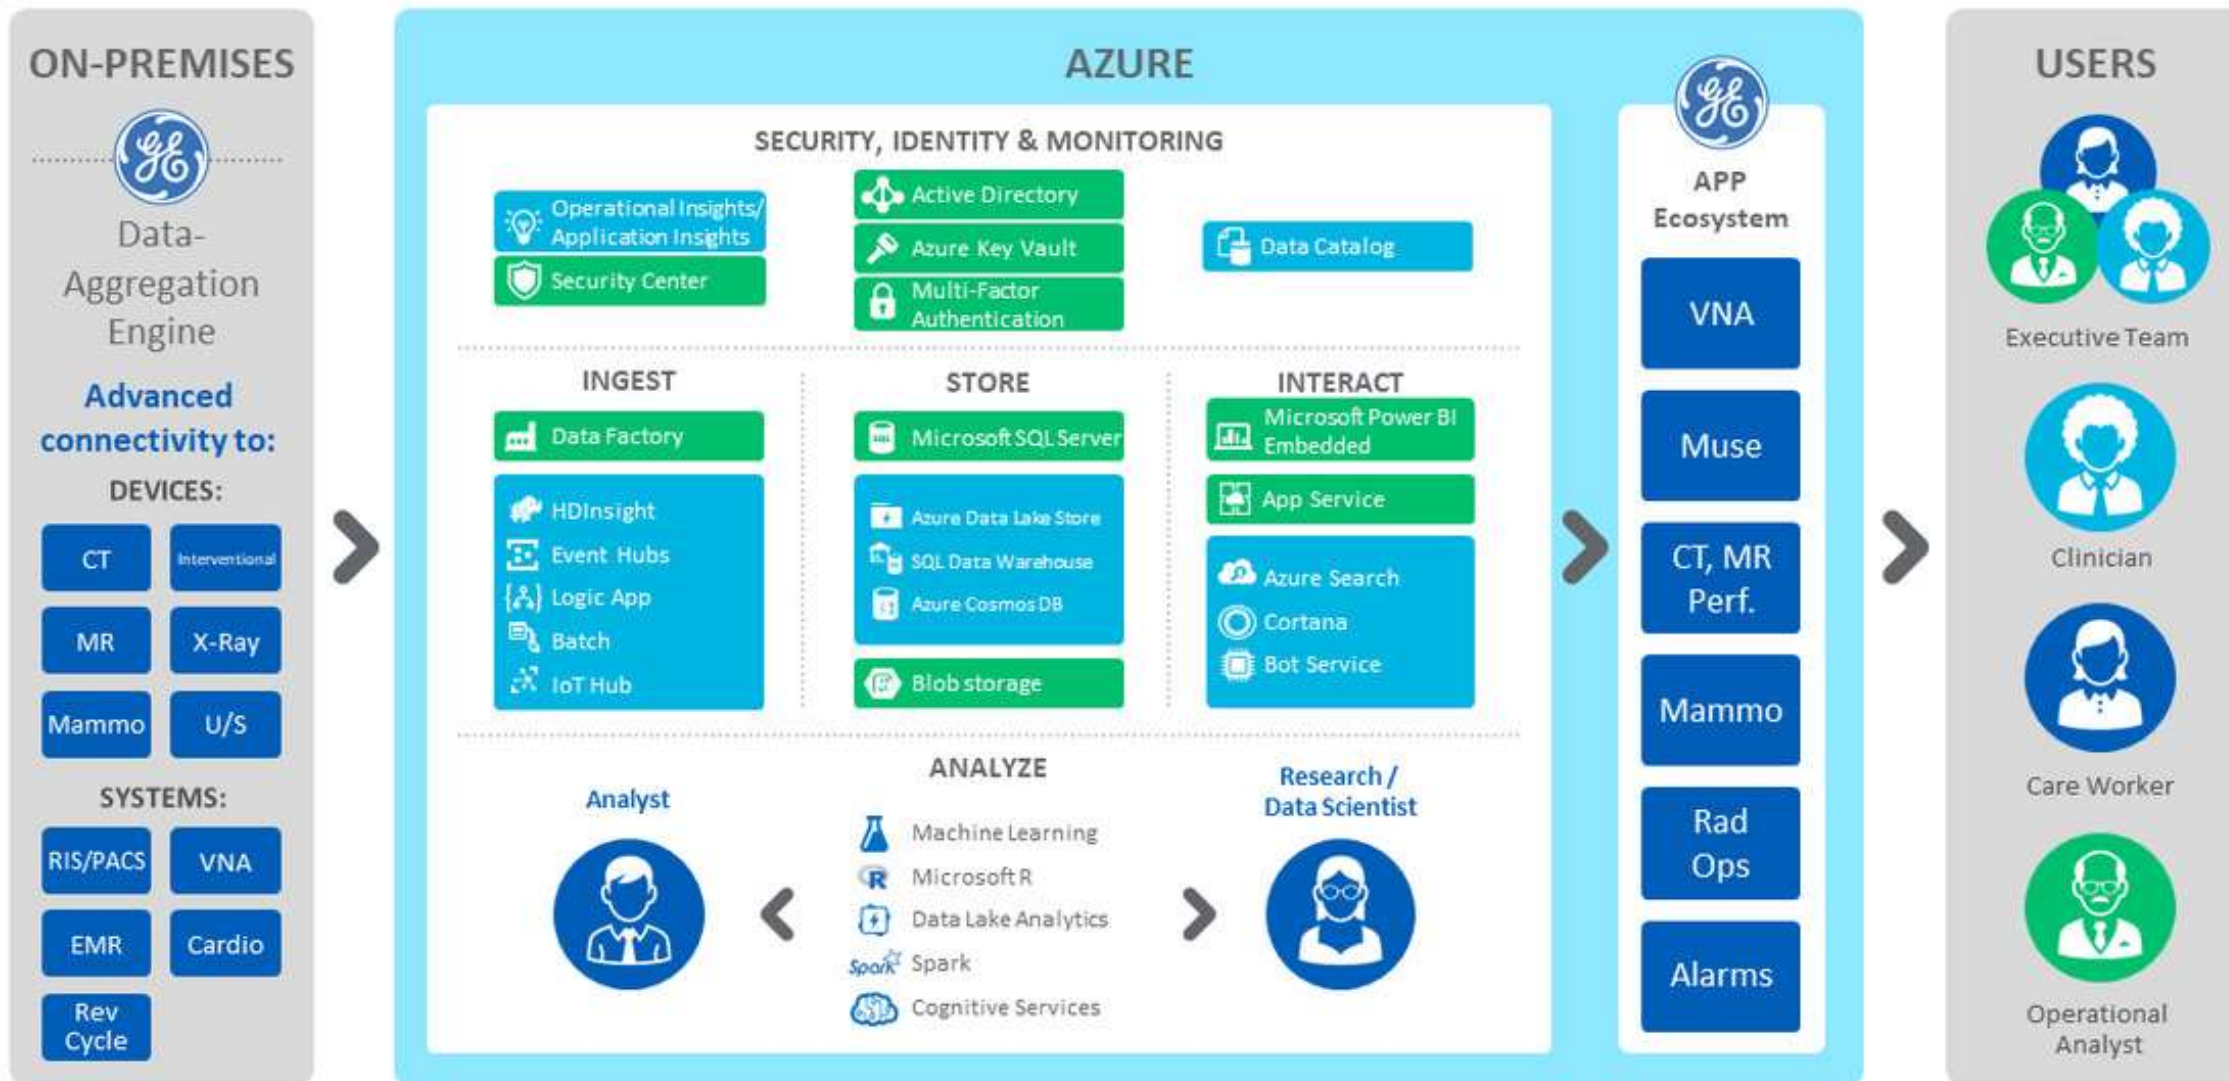 ON-PREMISES
GE
Data-
Aggregation
Engine
Advanced
connectivity to:
DEVICES:
CT
Interventional
MR
X-Ray
Mammo
U/S
SYSTEMS:
RIS/PACS
VNA
EMR
Cardio
Rev
Cycle
AZURE
SECURITY, IDENTITY & MONITORING
Operational Insights/
Application Insights
Security Center
Active Directory
Azure Key Vault
Multi-Factor
Authentication
Data Catalog
INGEST
Data Factory
HDInsight
Event Hubs
Logic App
Batch
IoT Hub
STORE
SQL
Microsoft SQL Server
Azure Data Lake Store
SQL Data Warehouse
Azure Cosmos DB
Blob storage
INTERACT
Microsoft Power BI
Embedded
App Service
Azure Search
Cortana
Bot Service
Analyst
ANALYZE
Machine Learning
R
Microsoft R
Data Lake Analytics
Spark
Spark
Cognitive Services
Research /
Data Scientist
GE
APP
Ecosystem
VNA
Muse
CT, MR
Perf.
Mammo
Rad
Ops
Alarms
USERS
Executive Team
Clinician
Care Worker
Operational
Analyst